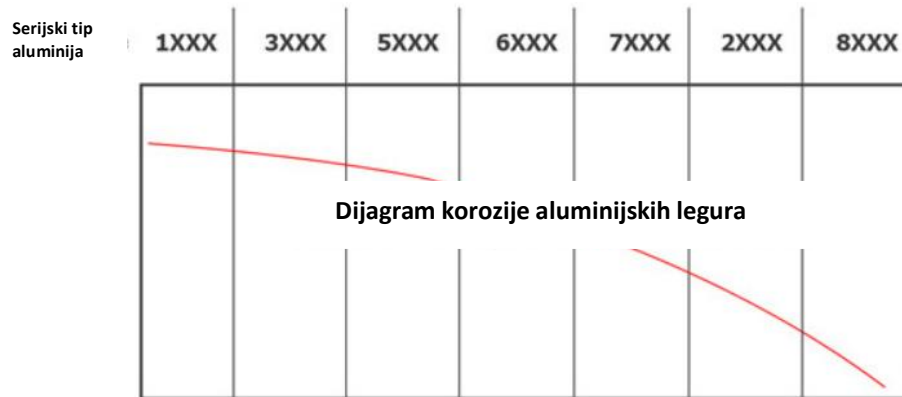 Serijski tip
aluminija
1XXX 3XXX 5XXX 6XXX 7XXX 2XXX 8XXX
Dijagram korozije aluminijskih legura